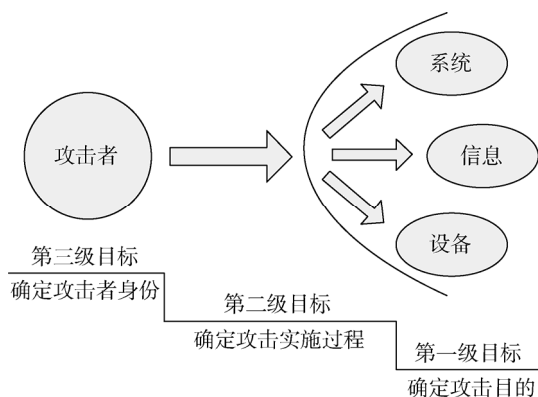 系统
攻击者
信息
设备
第三级目标
确定攻击者身份
第二级目标
确定攻击实施过程
第一级目标
确定攻击目的